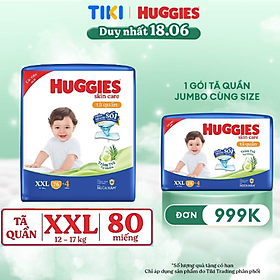 TIKI
HUGGIES
Duy nhất 18.06
HUGGIES
skin care
tã quần
XXL
TÃ QUẦN
XXL
12 - 17 kg
80
miếng
1 GÓI TÃ QUẦN
JUMBO CÙNG SIZE
HUGGIES
skin care
tã quần
XXL
ĐƠN
999K
*Số lượng quà tặng có hạn
Chỉ áp dụng sản phẩm do Tiki Trading phân phối